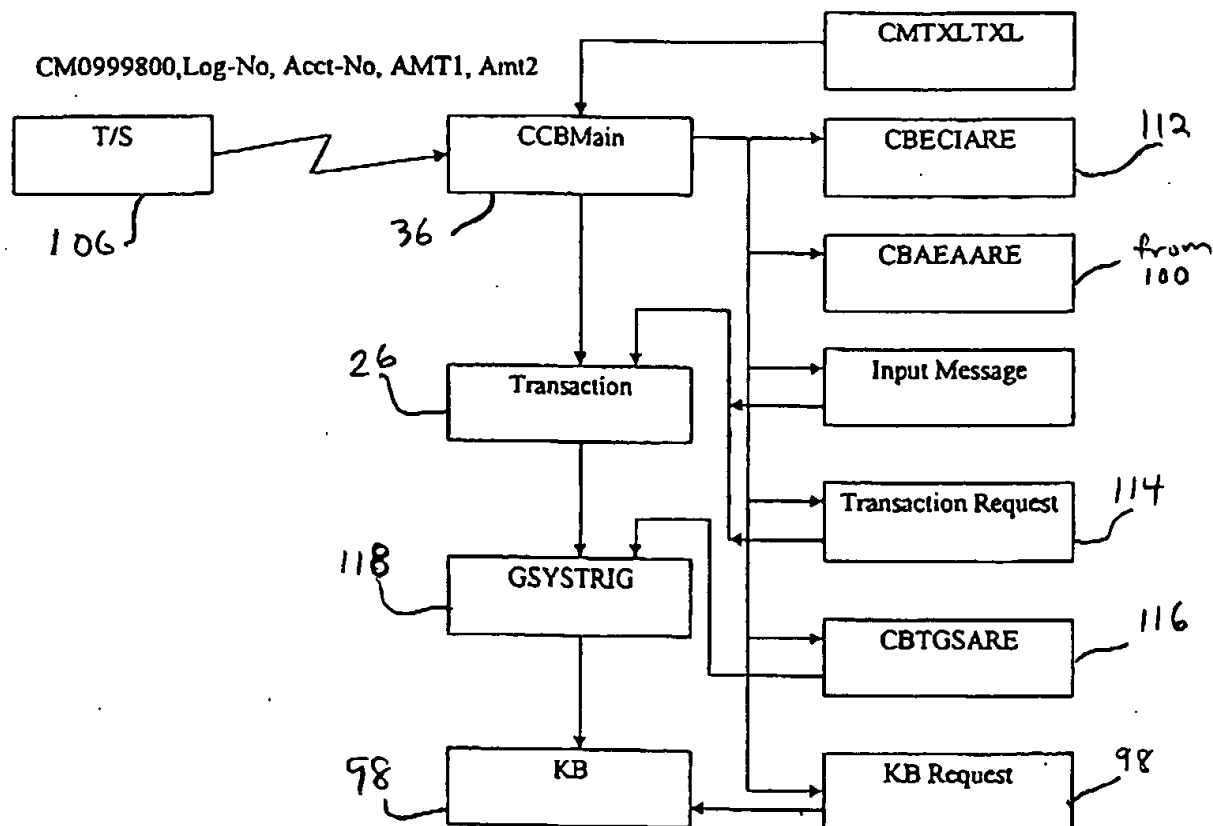 CMTXLTXL
CM0999800,Log-No, Acct-No, AMT1, Amt2
T/S
CCBMain
CBECIARE
112
106
36
CBAEAARE
from
100
26
Transaction
Input Message
Transaction Request
114
118
GSYSTRIG
CBTGSARE
116
98
KB
KB Request
98